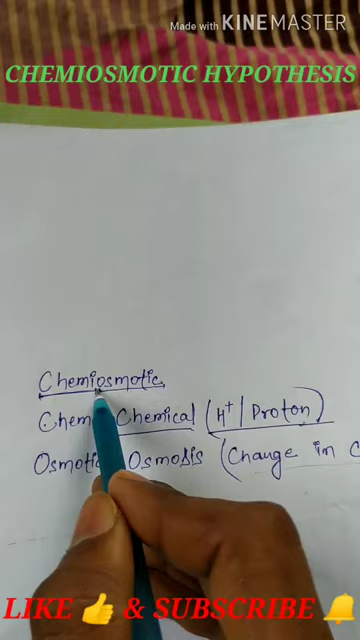 Made with KINEMASTER
CHEMIOSMOTIC HYPOTHESIS
Chemiosmotic
Chem Chemical (H+ / Proton)
Osmotic Osmosis (Change in C
LIKE 👍 & SUBSCRIBE 🔔